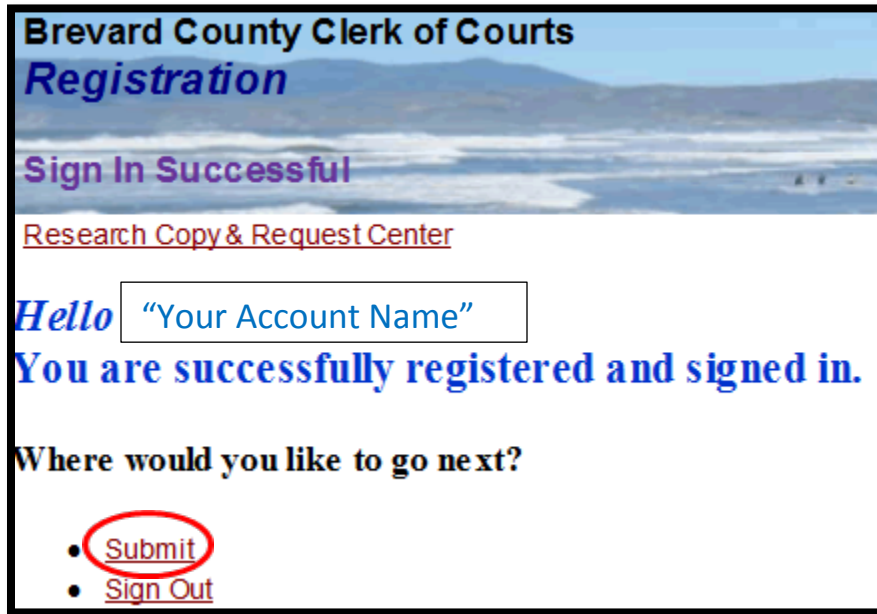 Brevard County Clerk of Courts
Registration
Sign In Successful
Research Copy & Request Center
Hello “Your Account Name”
You are successfully registered and signed in.
Where would you like to go next?
• Submit
• Sign Out